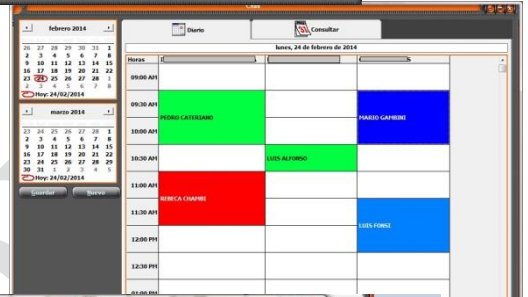 Citas
febrero 2014
26 27 28 29 30 31 1
2 3 4 5 6 7 8
9 10 11 12 13 14 15
16 17 18 19 20 21 22
23 24 25 26 27 28 1
2 3 4 5 6 7 8
Hoy: 24/02/2014
marzo 2014
23 24 25 26 27 28 1
2 3 4 5 6 7 8
9 10 11 12 13 14 15
16 17 18 19 20 21 22
23 24 25 26 27 28 29
30 31 1 2 3 4 5
Hoy: 24/02/2014
Guardar Nuevo
Diario Consultar
lunes, 24 de febrero de 2014
Horas
09:00 AM
09:30 AM
PEDRO CATERIANO MARIO GAMBINI
10:00 AM
10:30 AM LUIS ALFONSO
11:00 AM
REBECA CHAMBI
11:30 AM
LUIS FONSI
12:00 PM
12:30 PM
01:00 PM